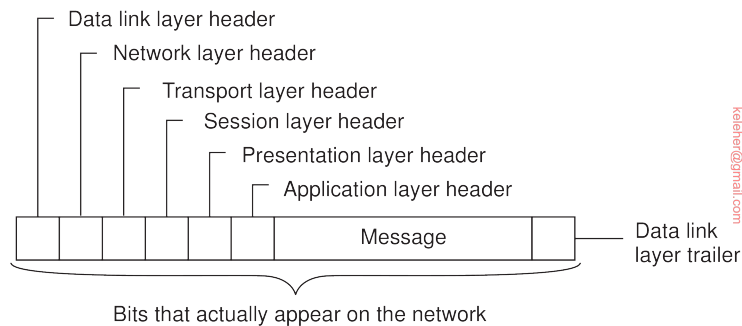 Data link layer header
Network layer header
Transport layer header
Session layer header
Presentation layer header
Application layer header
Message
Data link
layer trailer
Bits that actually appear on the network
keleher@gmail.com